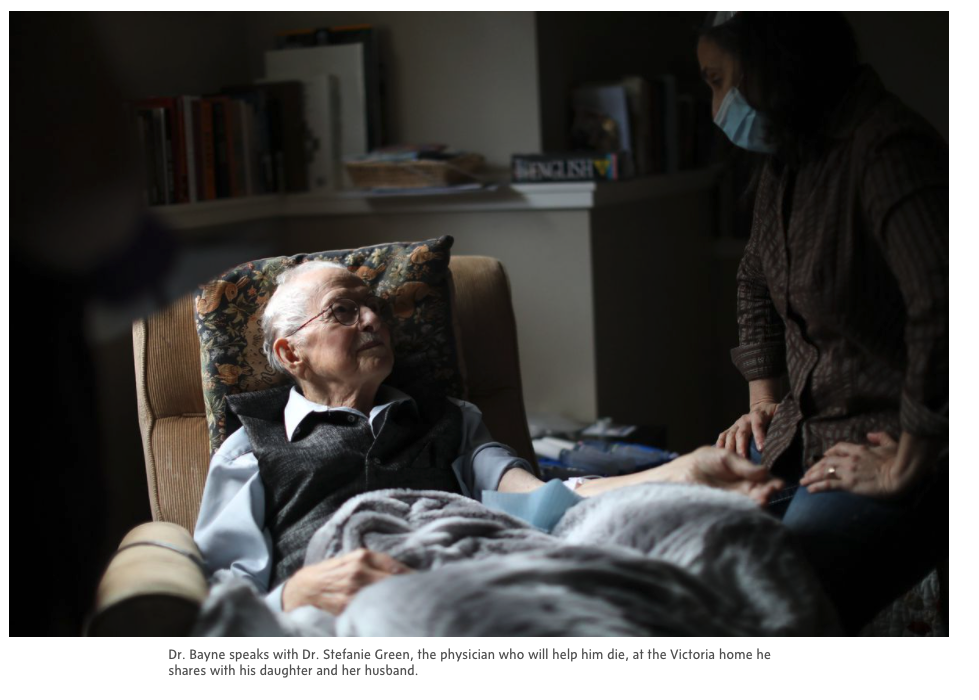 ENGLISH
Dr. Bayne speaks with Dr. Stefanie Green, the physician who will help him die, at the Victoria home he
shares with his daughter and her husband.